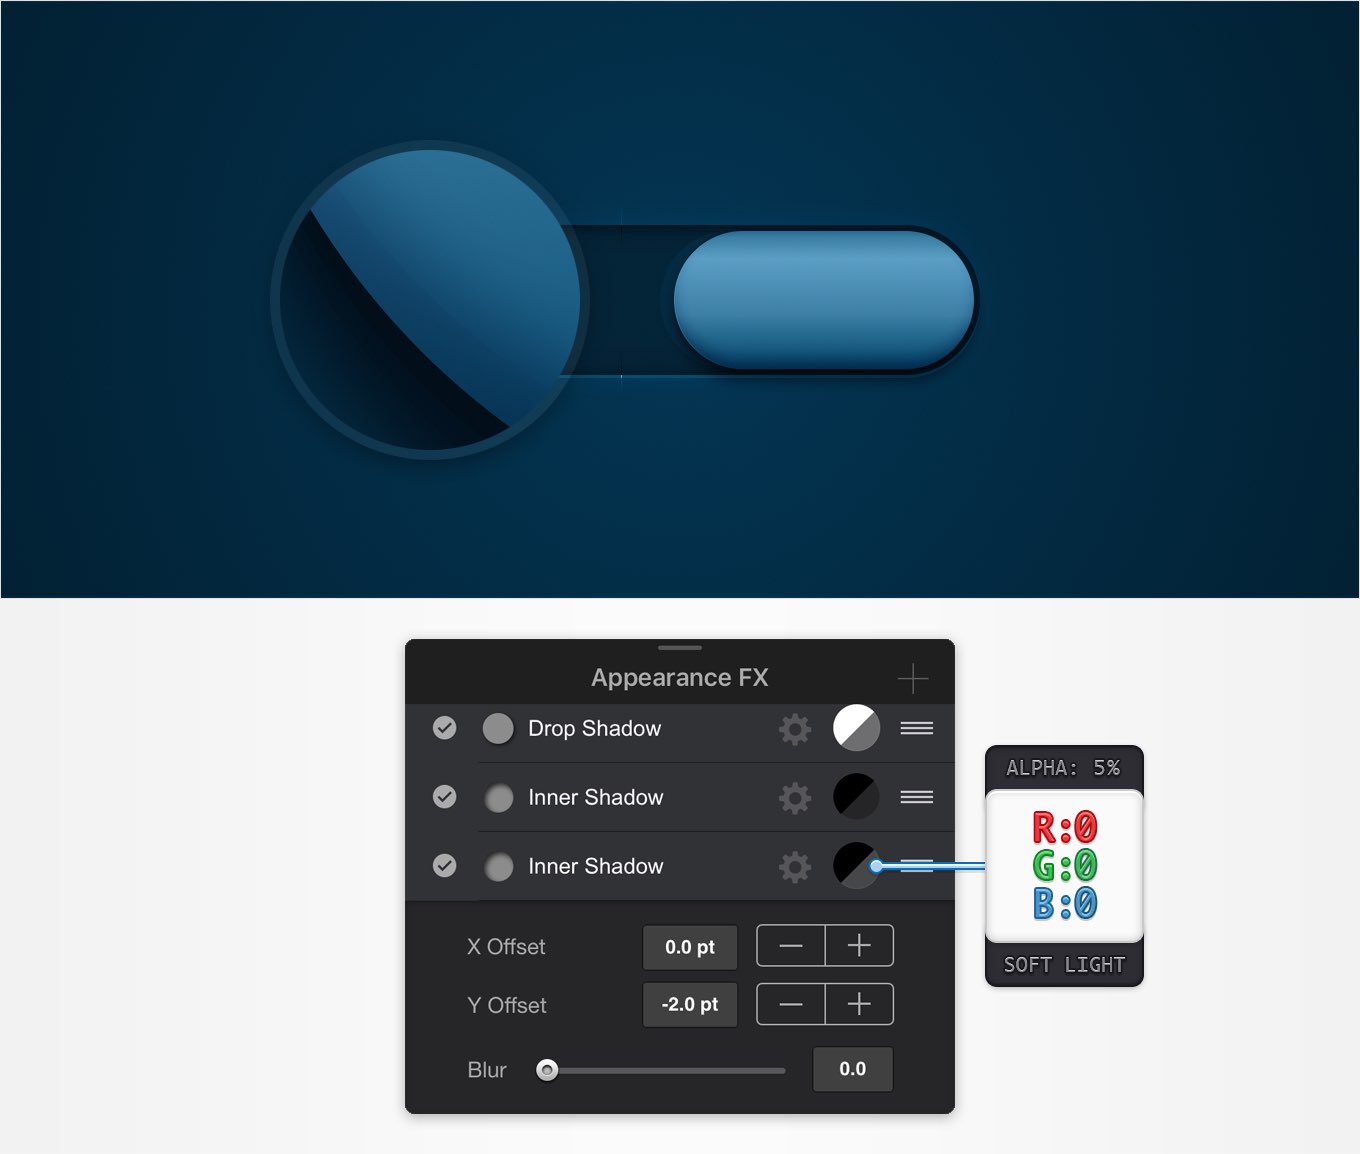 Appearance FX
Drop Shadow
Inner Shadow
Inner Shadow
X Offset 0.0 pt
Y Offset -2.0 pt
Blur 0.0
ALPHA: 5%
R:0
G:0
B:0
SOFT LIGHT